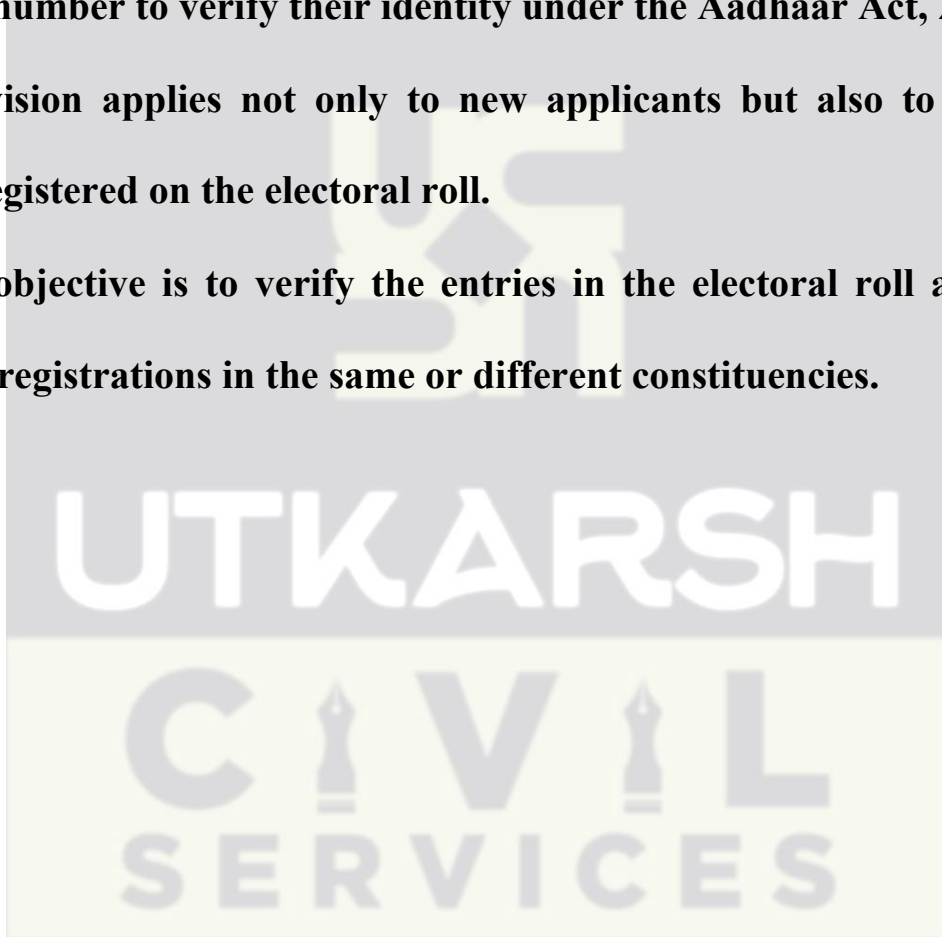 number to verify their identity under the Aadhaar Act,
vision applies not only to new applicants but also to
egistered on the electoral roll.
objective is to verify the entries in the electoral roll a
registrations in the same or different constituencies.
UTKARSH
CIVIL
SERVICES